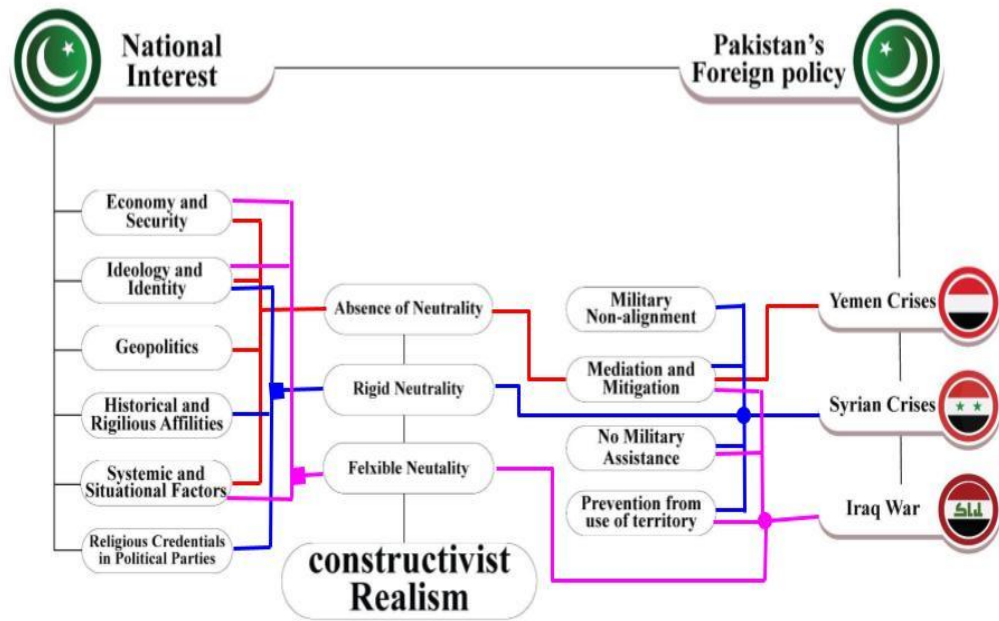 National
Interest
Pakistan's
Foreign policy
Economy and
Security
Ideology and
Identity
Geopolitics
Historical and
Rigilious Affilities
Systemic and
Situational Factors
Religious Credentials
in Political Parties
Absence of Neutrality
Rigid Neutrality
Felxible Neutality
constructivist
Realism
Military
Non-alignment
Mediation and
Mitigation
No Military
Assistance
Prevention from
use of territory
Yemen Crises
Syrian Crises
Iraq War